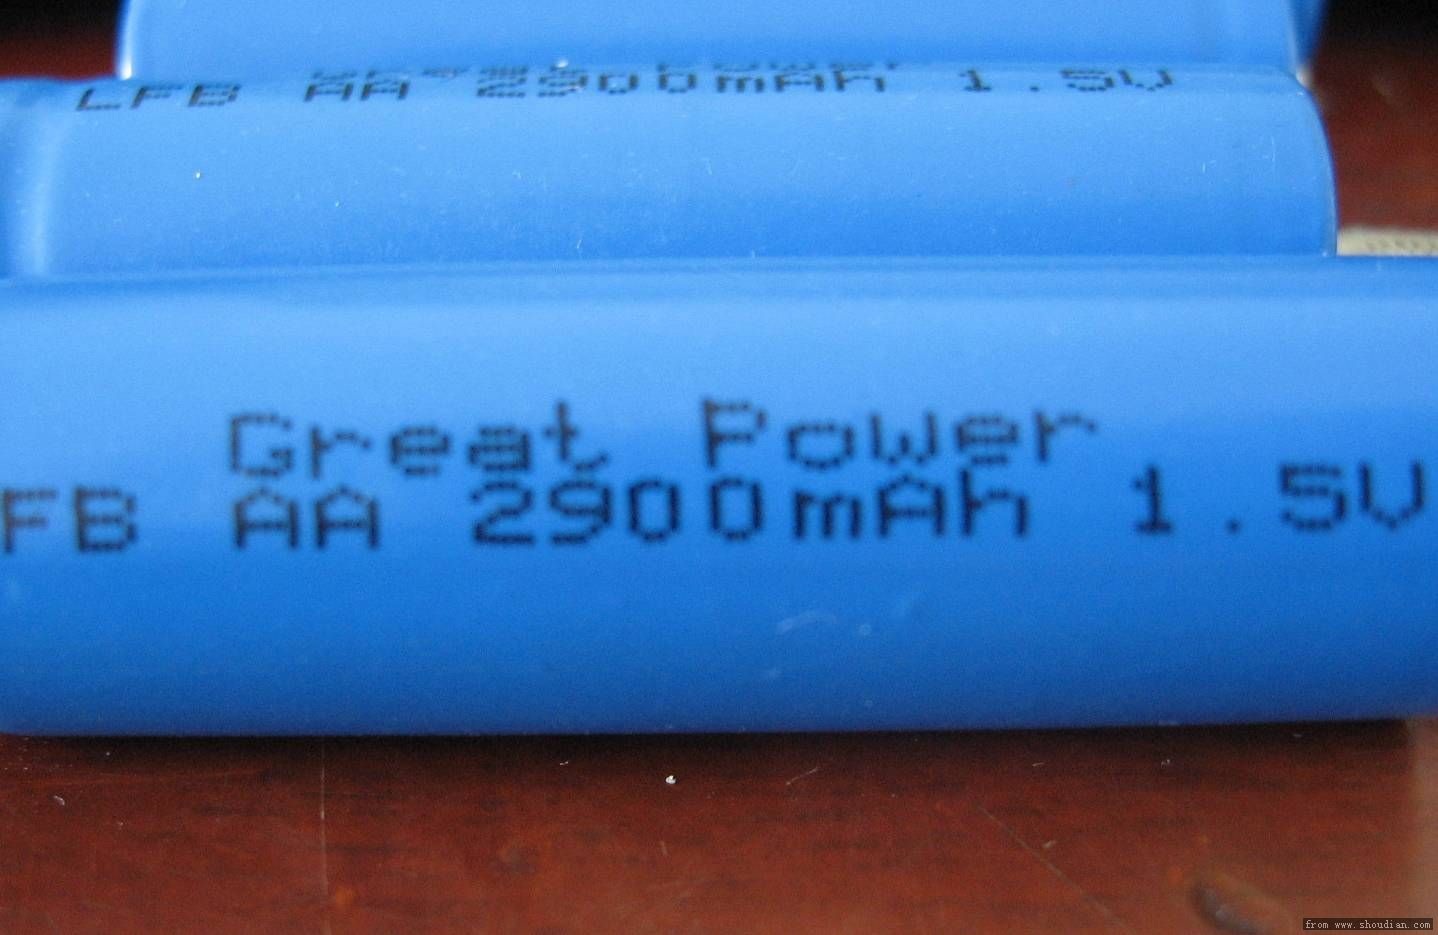 LFB AA 2900mAh 1.5V
Great Power
FB AA 2900mAh 1.5V
from www.shoudian.com